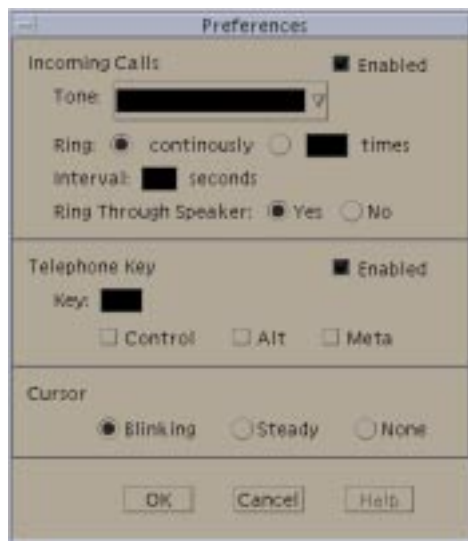 Preferences
Incoming Calls Enabled
Tone:
Ring: continously times
Interval: seconds
Ring Through Speaker: Yes No
Telephone Key Enabled
Key:
Control Alt Meta
Cursor
Blinking Steady None
OK Cancel Help